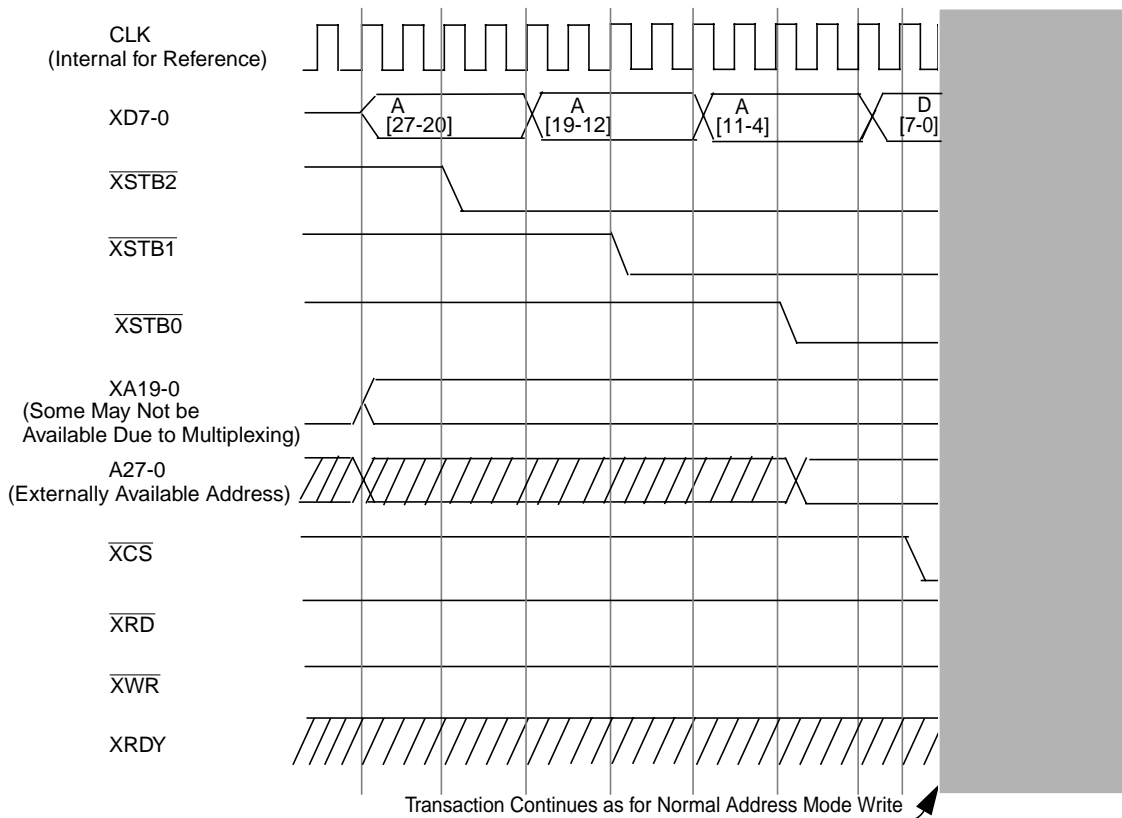 CLK
(Internal for Reference)
XD7-0
A
[27-20]
A
[19-12]
A
[11-4]
D
[7-0]
XSTB2
XSTB1
XSTB0
XA19-0
(Some May Not be
Available Due to Multiplexing)
A27-0
(Externally Available Address)
XCS
XRD
XWR
XRDY
Transaction Continues as for Normal Address Mode Write